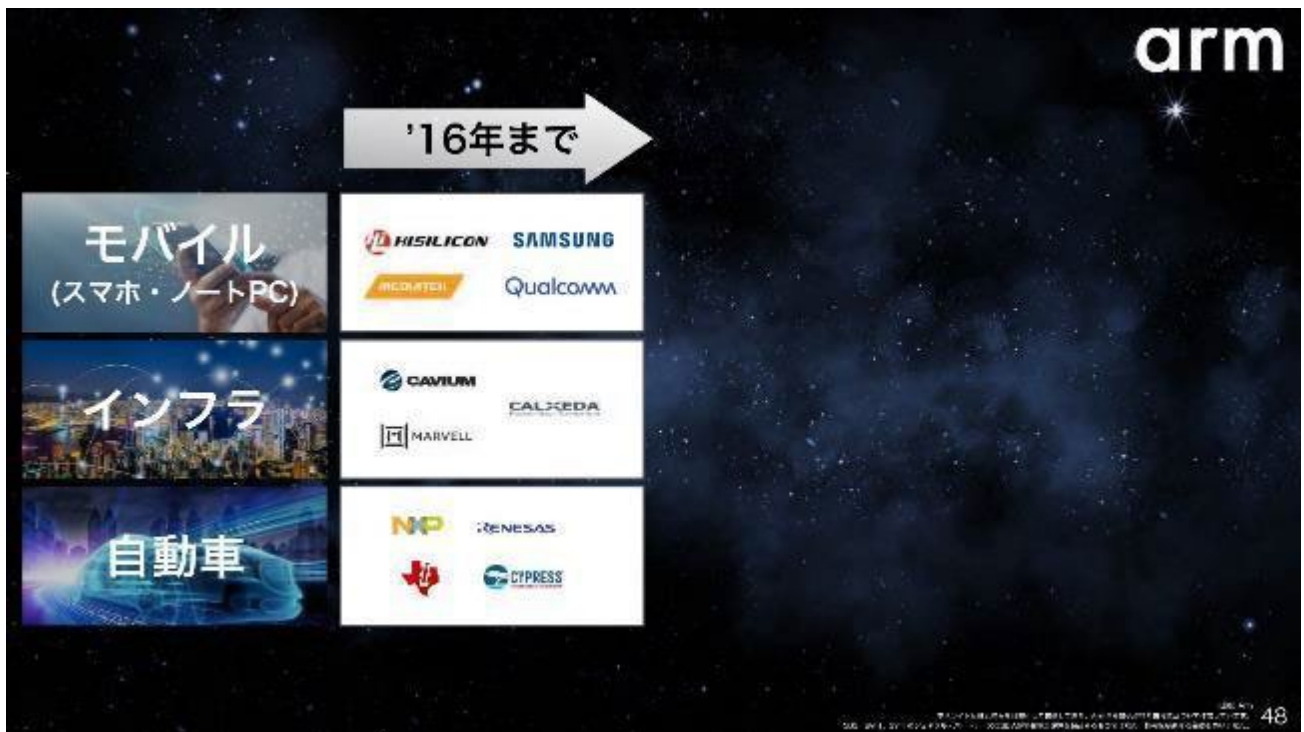 arm
'16年まで
モバイル
(スマホ・ノートPC)
HISILICON SAMSUNG
MEDIATEK Qualcomm
インフラ
CAVIUM
CALXEDA
MARVELL
自動車
NXP RENESAS
CYPRESS
48